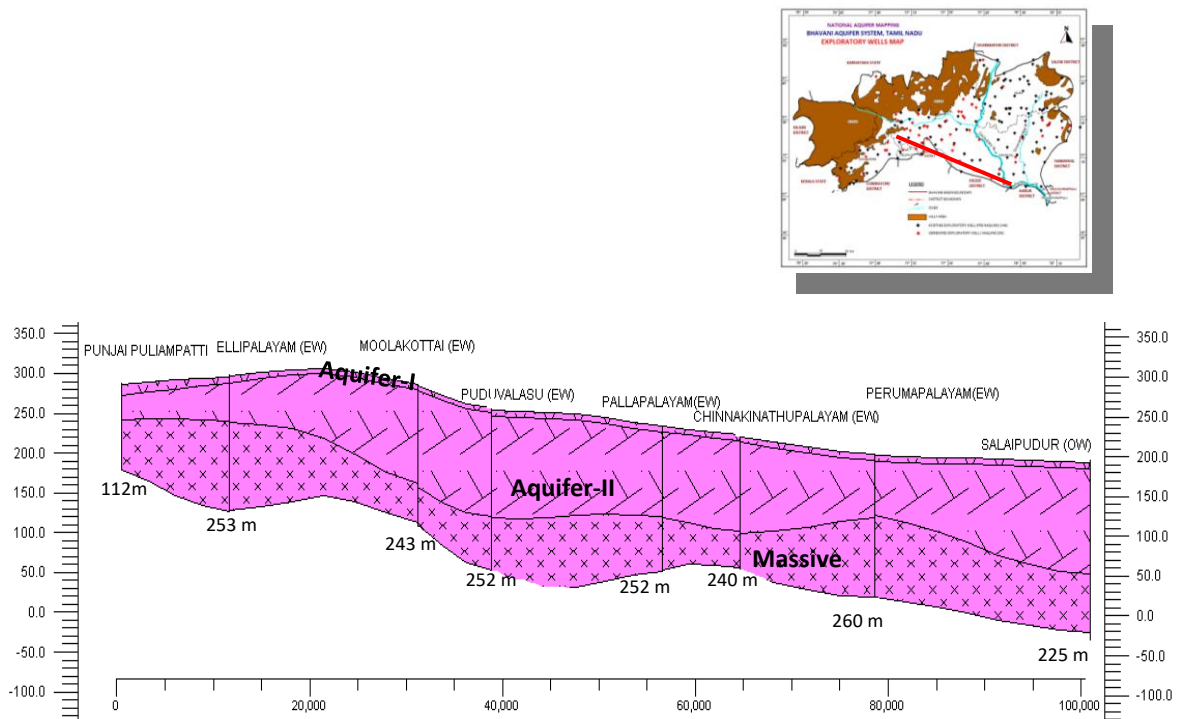 NATIONAL AQUIFER MAPPING
BHAVANI AQUIFER SYSTEM, TAMIL NADU
EXPLORATORY WELLS MAP
N
KARNATAKA STATE
LEGEND
350.0
300.0
250.0
200.0
150.0
100.0
50.0
0.0
-50.0
-100.0
PUNJAI PULIAMPATTI
ELLIPALAYAM (EW)
MOOLAKOTTAI (EW)
PUDUVALASU (EW)
PALLAPALAYAM(EW)
CHINNAKINATHUPALAYAM (EW)
PERUMAPALAYAM(EW)
SALAIPUDUR (OW)
Aquifer-I
Aquifer-II
Massive
112m
253 m
243 m
252 m
252 m
240 m
260 m
225 m
350.0
300.0
250.0
200.0
150.0
100.0
50.0
0.0
-50.0
-100.0
0
20,000
40,000
60,000
80,000
100,000